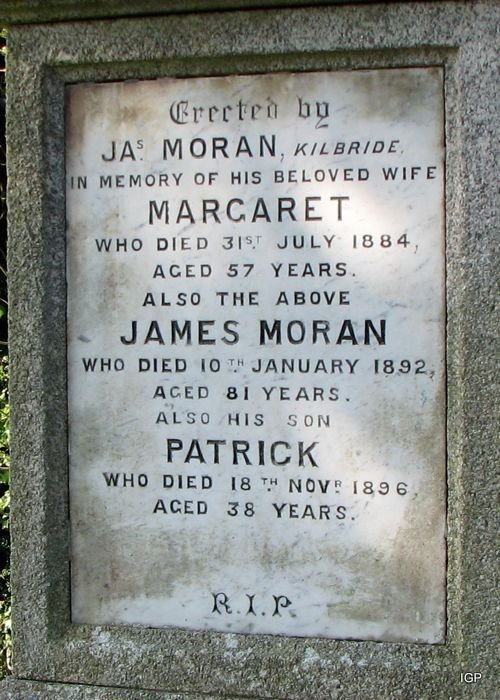 Erected by
JAS. MORAN, KILBRIDE,
IN MEMORY OF HIS BELOVED WIFE
MARGARET
WHO DIED 31ST JULY 1884,
AGED 57 YEARS.
ALSO THE ABOVE
JAMES MORAN
WHO DIED 10TH JANUARY 1892,
AGED 81 YEARS.
ALSO HIS SON
PATRICK
WHO DIED 18TH NOVR 1896,
AGED 38 YEARS.
R.I.P.
IGP